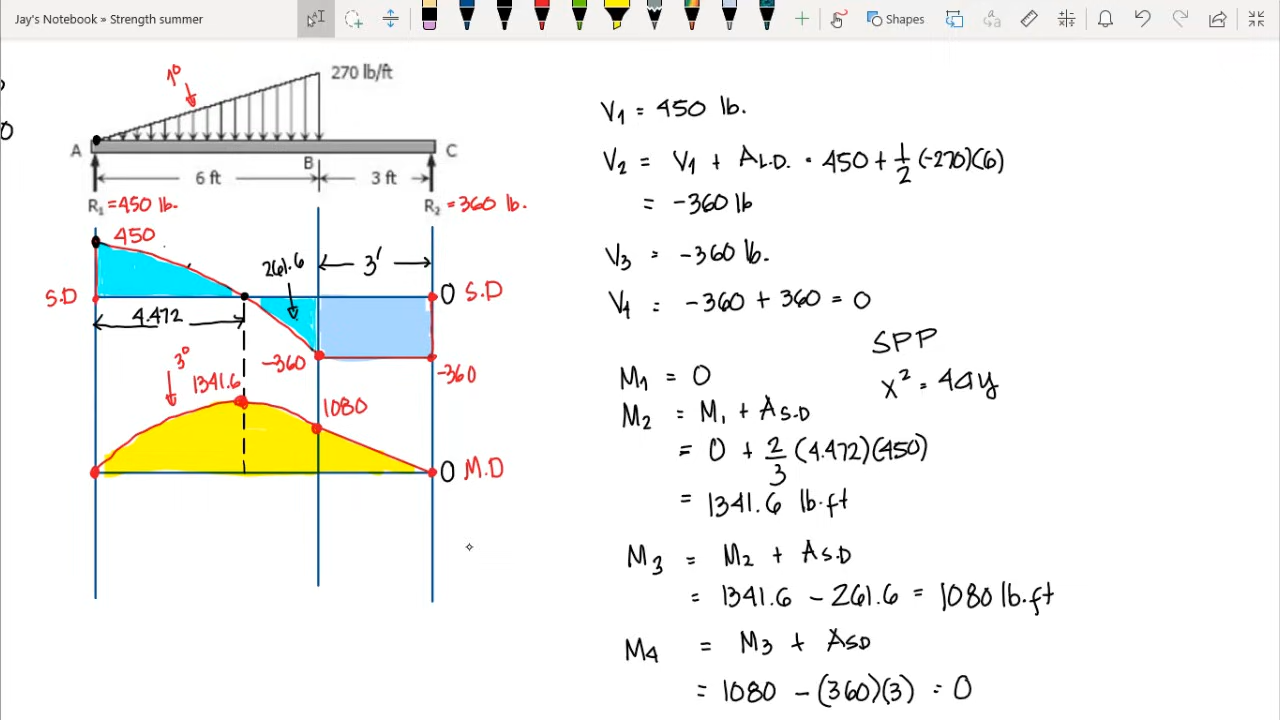 Jay's Notebook » Strength summer
Shapes
1°
270 lb/ft
0
A
B
C
6 ft
3 ft
R₁ =450 lb.
R₂ =360 lb.
450
261.6
3'
S.D
0 S.D
4.472
-360
-360
3°
1341.6
1080
0 M.D
V₁ = 450 lb.
V₂ = V₁ + A L.D. = 450 + 1/2 (-270)(6)
= -360 lb
V₃ = -360 lb.
V₄ = -360 + 360 = 0
SPP
x² = 4ay
M₁ = 0
M₂ = M₁ + A S.D
= 0 + 2/3 (4.472)(450)
= 1341.6 lb.ft
M₃ = M₂ + A S.D
= 1341.6 - 261.6 = 1080 lb.ft
M₄ = M₃ + A SD
= 1080 - (360)(3) = 0